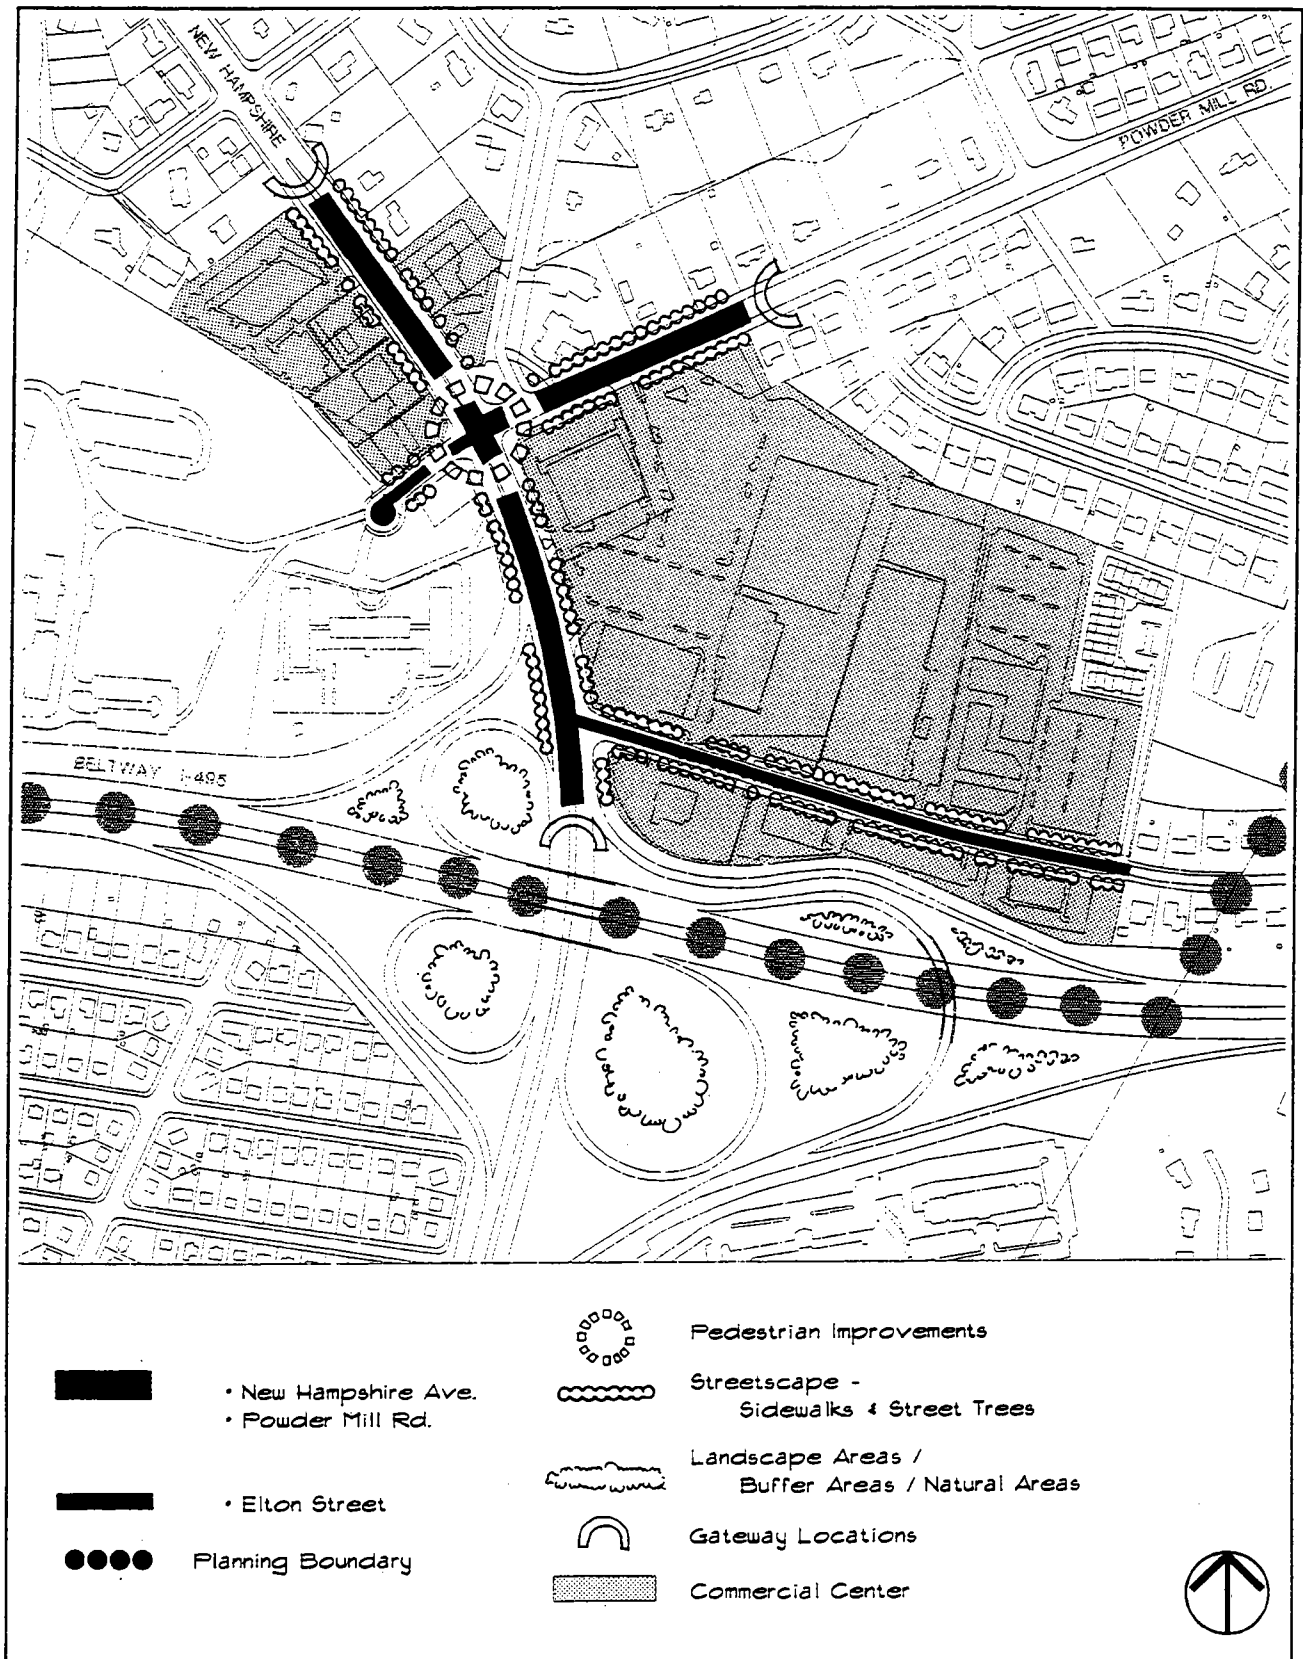 NEW HAMPSHIRE
POWDER MILL RD.
BELTWAY I-495
Pedestrian Improvements
• New Hampshire Ave.
• Powder Mill Rd.
Streetscape -
Sidewalks & Street Trees
Landscape Areas /
Buffer Areas / Natural Areas
• Elton Street
Gateway Locations
Planning Boundary
Commercial Center